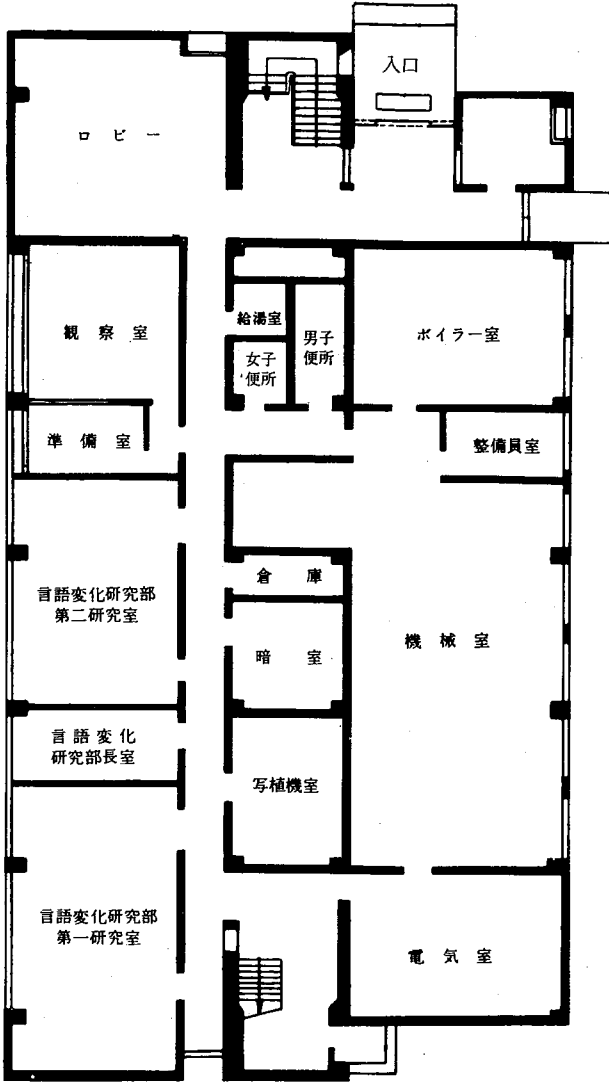 入口
ロビー
給湯室
男子
便所
女子
便所
観察室
ボイラー室
準備室
整備員室
倉庫
言語変化研究部
第二研究室
暗室
機械室
言語変化
研究部長室
写植機室
言語変化研究部
第一研究室
電気室